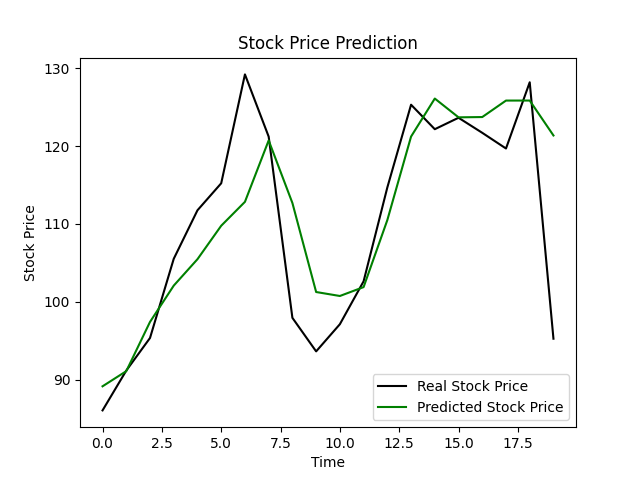 Stock Price Prediction
130
120
110
100
90
Stock Price
0.0 2.5 5.0 7.5 10.0 12.5 15.0 17.5
Time
Real Stock Price
Predicted Stock Price